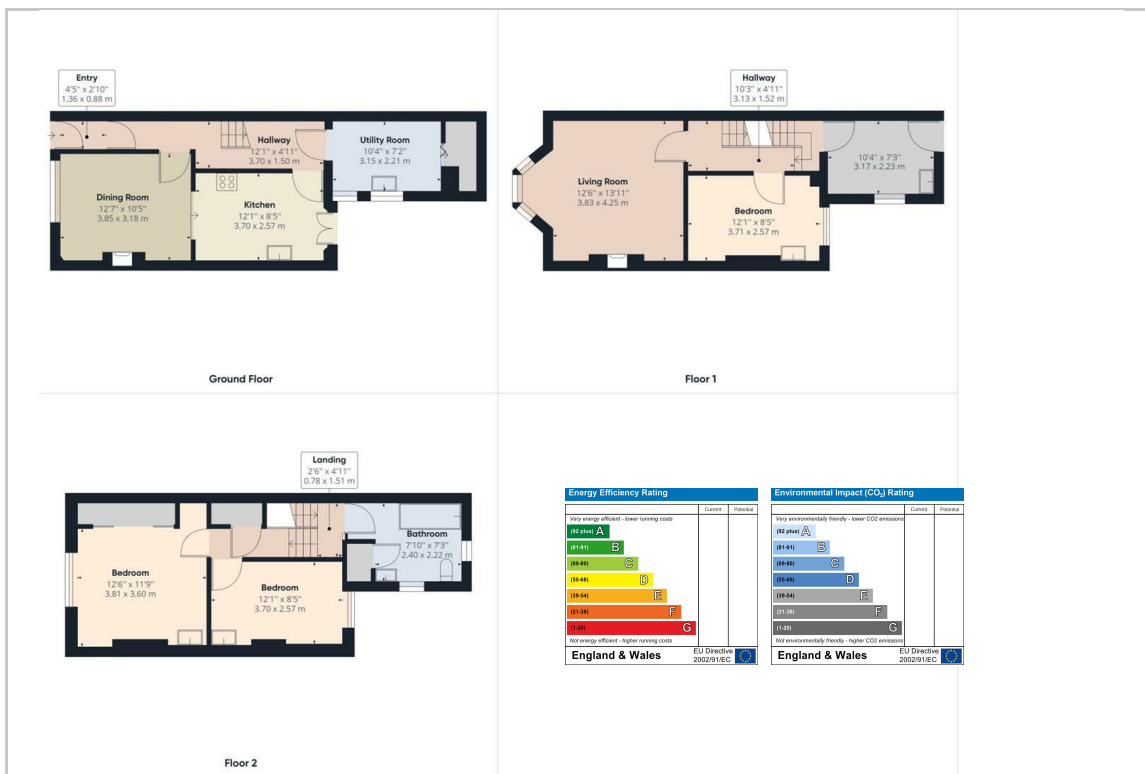 Entry
4'5" x 2'10"
1.36 x 0.88 m
Hallway
12'1" x 4'11"
3.70 x 1.50 m
Utility Room
10'4" x 7'2"
3.15 x 2.21 m
Dining Room
12'7" x 10'5"
3.85 x 3.18 m
Kitchen
12'1" x 8'5"
3.70 x 2.57 m
Ground Floor
Hallway
10'3" x 4'11"
3.13 x 1.52 m
Living Room
12'6" x 13'11"
3.83 x 4.25 m
10'4" x 7'3"
3.17 x 2.23 m
Bedroom
12'1" x 8'5"
3.71 x 2.57 m
Floor 1
Landing
2'6" x 4'11"
0.78 x 1.51 m
Bathroom
7'10" x 7'3"
2.40 x 2.22 m
Bedroom
12'6" x 11'9"
3.81 x 3.60 m
Bedroom
12'1" x 8'5"
3.70 x 2.57 m
Floor 2
Energy Efficiency Rating
Current Potential
Very energy efficient - lower running costs
(92 plus) A
(81-91) B
(69-80) C
(55-68) D
(39-54) E
(21-38) F
(1-20) G
Not energy efficient - higher running costs
England & Wales
EU Directive
2002/91/EC
Environmental Impact (CO₂) Rating
Current Potential
Very environmentally friendly - lower CO2 emissions
(92 plus) A
(81-91) B
(69-80) C
(55-68) D
(39-54) E
(21-38) F
(1-20) G
Not environmentally friendly - higher CO2 emissions
England & Wales
EU Directive
2002/91/EC